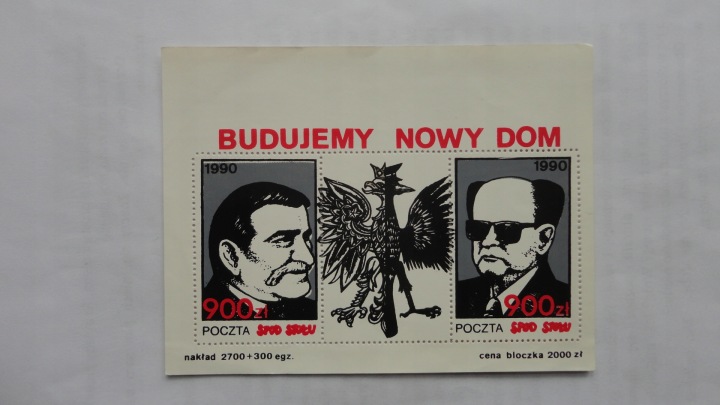 BUDUJEMY NOWY DOM
1990
1990
900zł
900zł
POCZTA SPOD STOŁU
POCZTA SPOD STOŁU
nakład 2700+300 egz.
cena bloczka 2000 zł